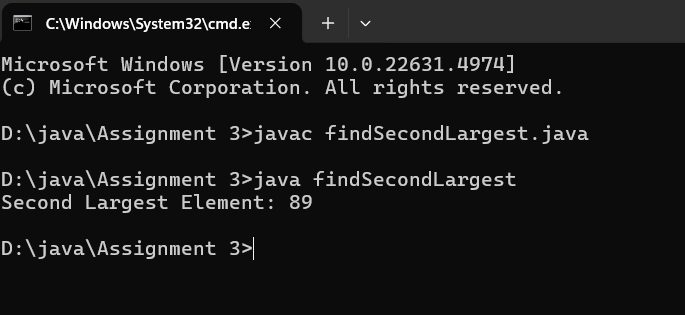 C:\Windows\System32\cmd.e
Microsoft Windows [Version 10.0.22631.4974]
(c) Microsoft Corporation. All rights reserved.
D:\java\Assignment 3>javac findSecondLargest.java
D:\java\Assignment 3>java findSecondLargest
Second Largest Element: 89
D:\java\Assignment 3>